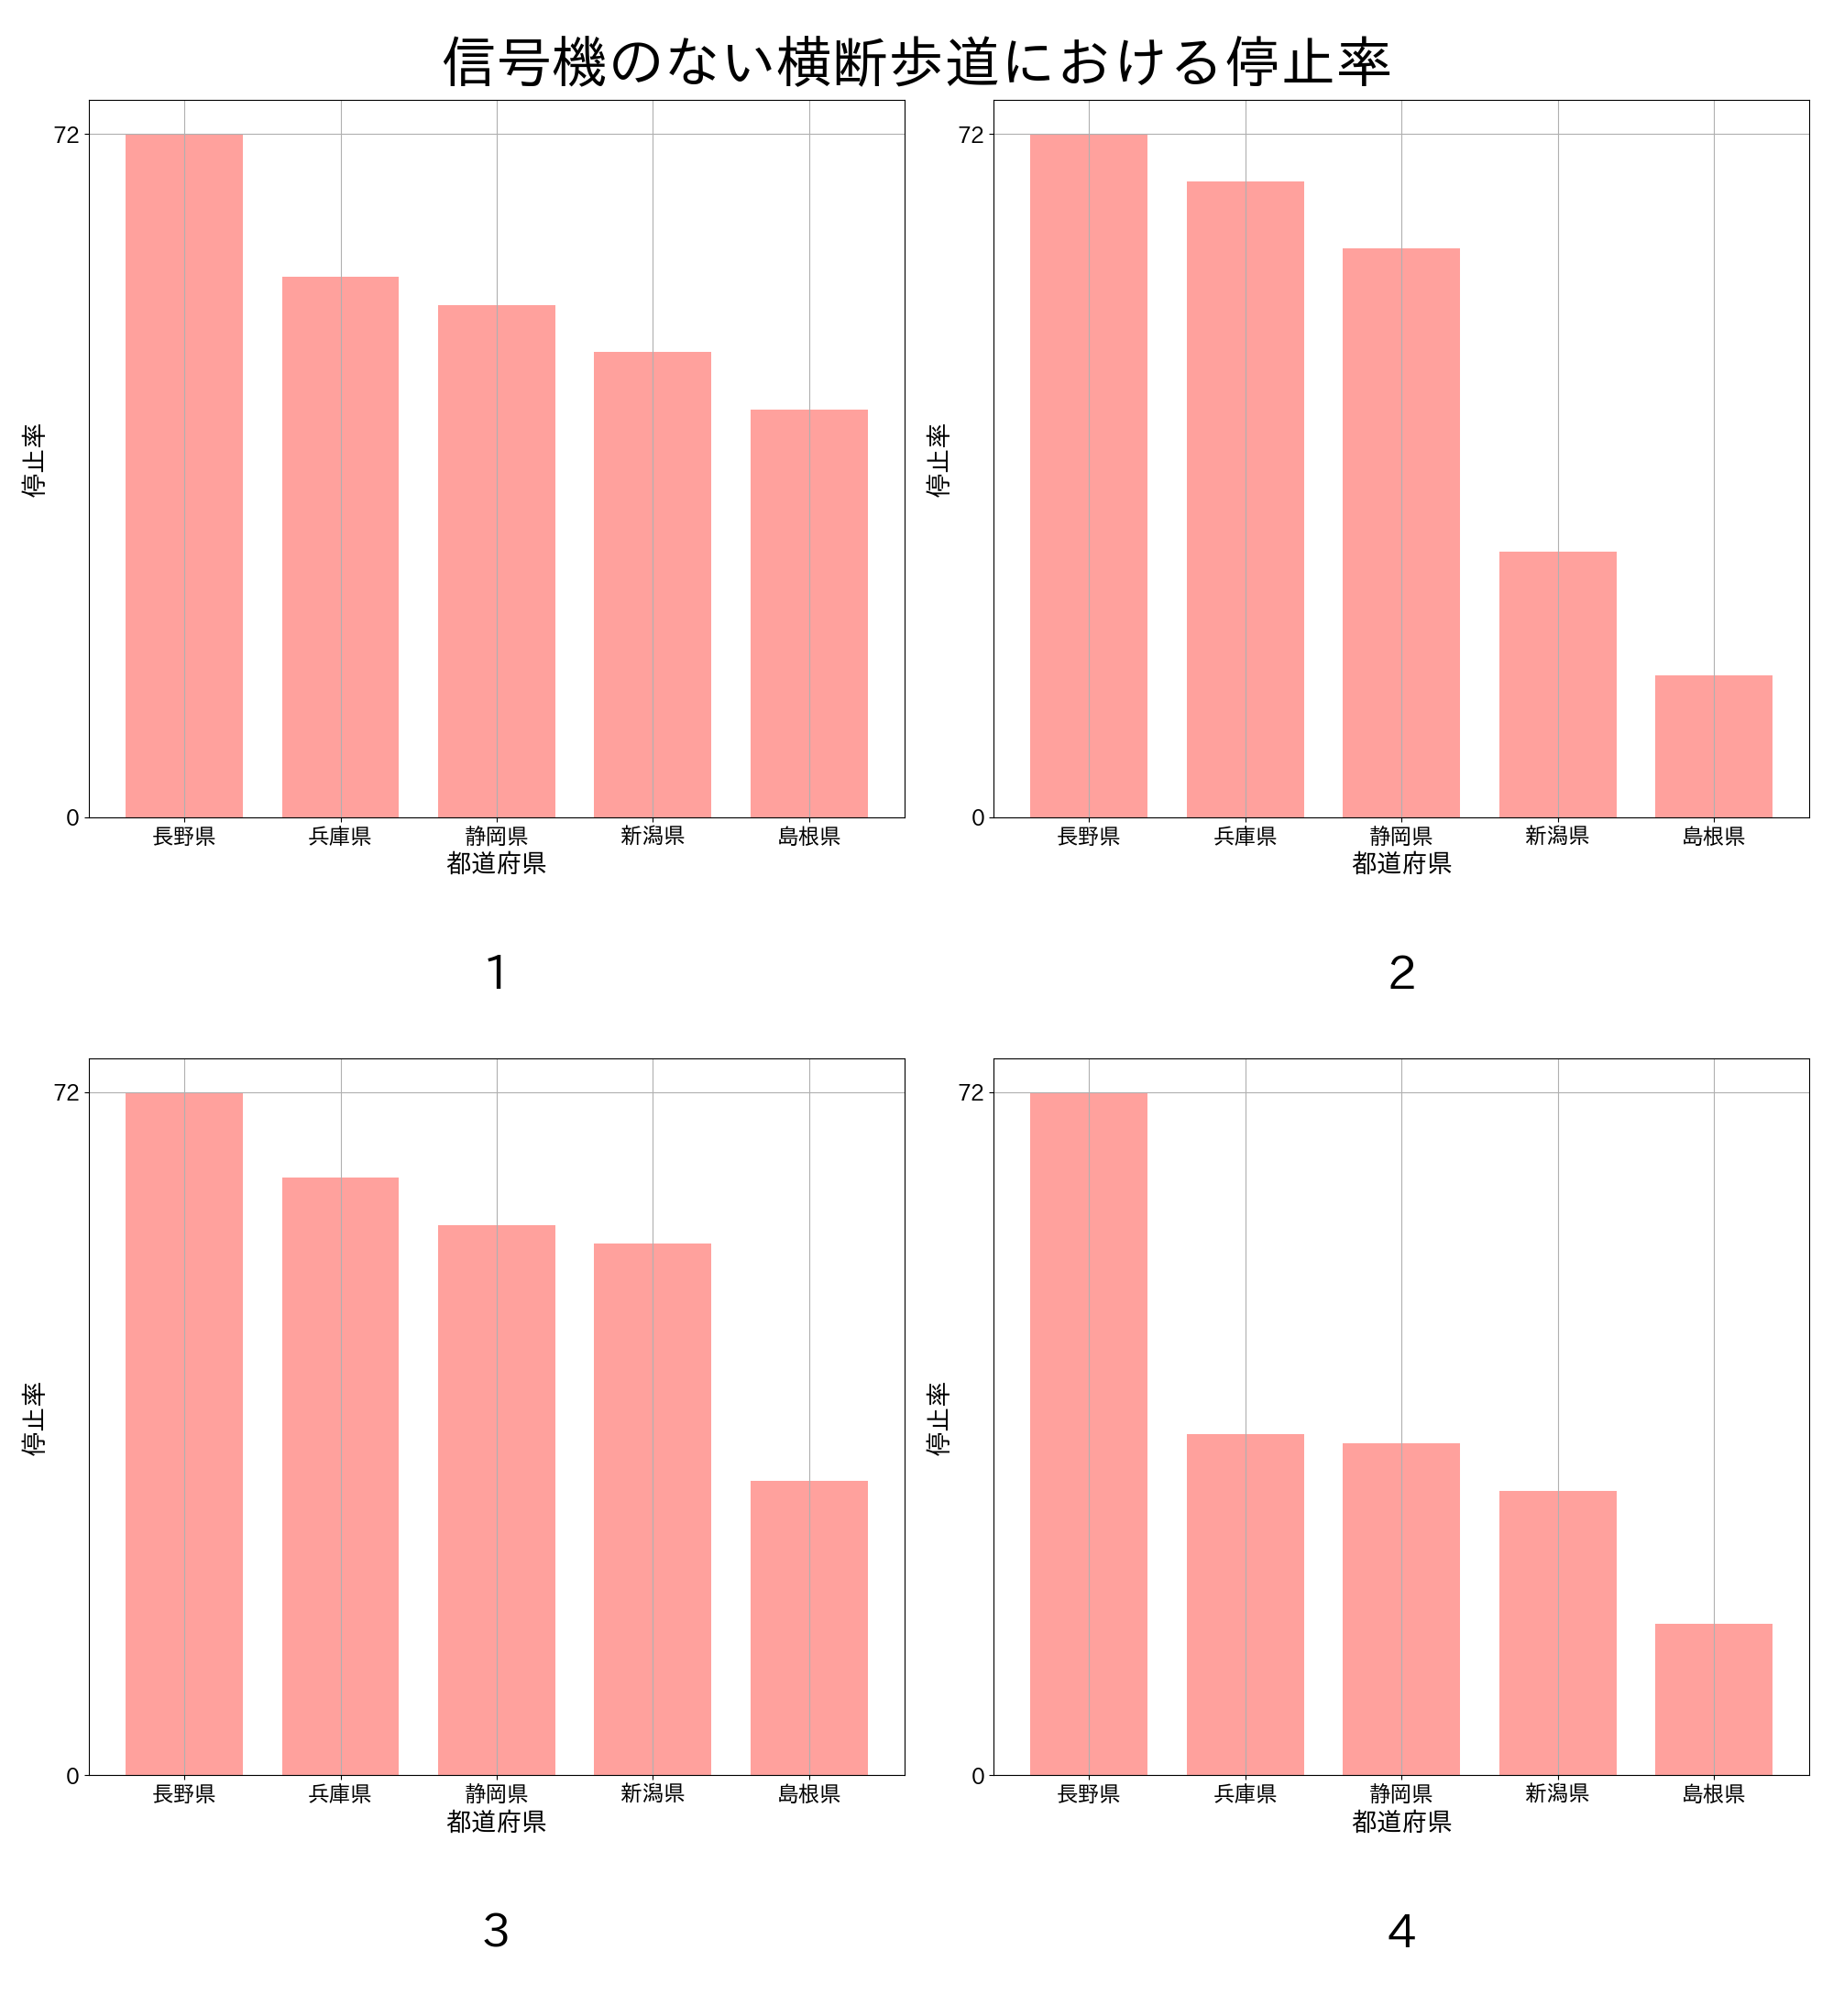 信号機のない横断歩道における停止率
72
0
停止率
長野県 兵庫県 静岡県 新潟県 島根県
都道府県
1
72
0
停止率
長野県 兵庫県 静岡県 新潟県 島根県
都道府県
2
72
0
停止率
長野県 兵庫県 静岡県 新潟県 島根県
都道府県
3
72
0
停止率
長野県 兵庫県 静岡県 新潟県 島根県
都道府県
4